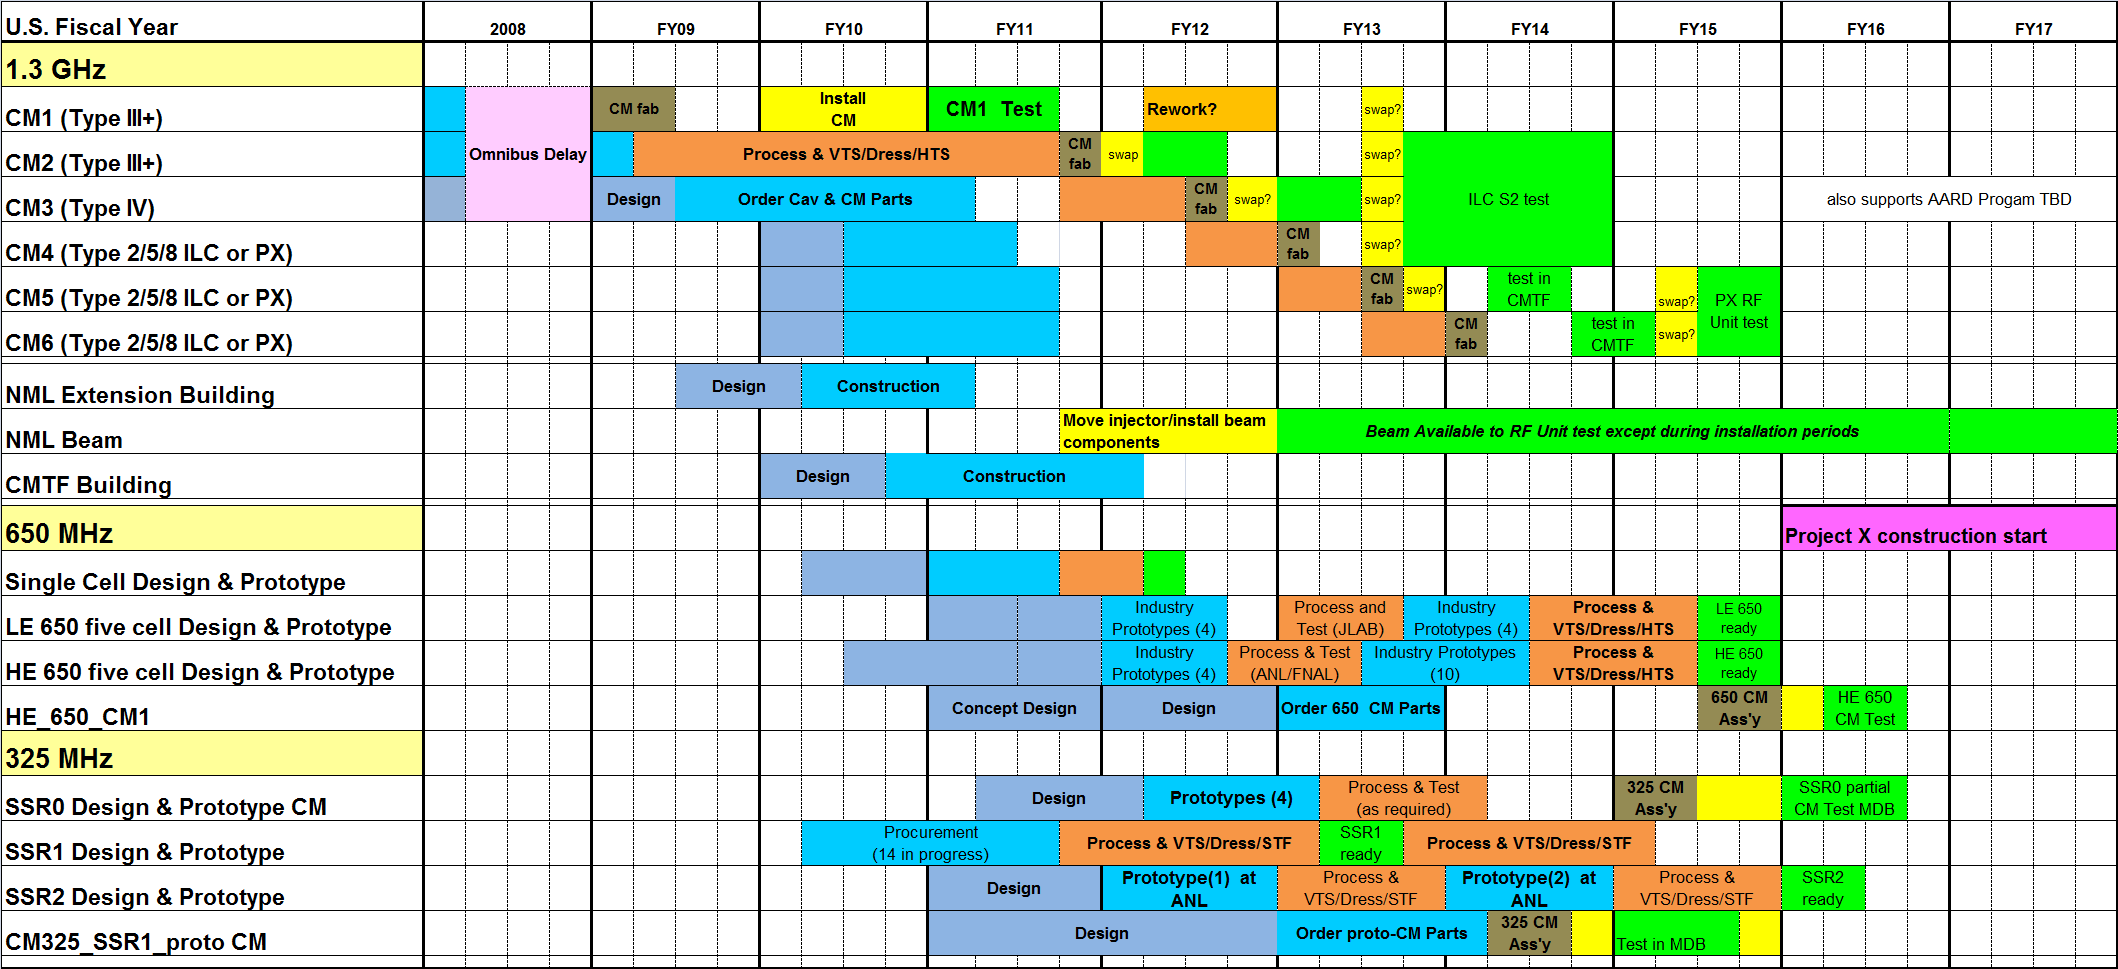 U.S. Fiscal Year 2008 FY09 FY10 FY11 FY12 FY13 FY14 FY15 FY16 FY17
1.3 GHz
CM1 (Type III+) CM fab Install CM1 Test Rework? swap?
CM
CM2 (Type III+) Omnibus Delay Process & VTS/Dress/HTS CM swap swap?
fab
CM3 (Type IV) Design Order Cav & CM Parts CM swap? swap? ILC S2 test also supports AARD Progam TBD
fab
CM4 (Type 2/5/8 ILC or PX) CM swap?
fab
CM5 (Type 2/5/8 ILC or PX) CM swap? test in swap? PX RF
fab CMTF Unit test
CM6 (Type 2/5/8 ILC or PX) CM test in swap?
fab CMTF
NML Extension Building Design Construction
NML Beam Move injector/install beam Beam Available to RF Unit test except during installation periods
components
CMTF Building Design Construction
650 MHz Project X construction start
Single Cell Design & Prototype
LE 650 five cell Design & Prototype Industry Process and Industry Process & LE 650
Prototypes (4) Test (JLAB) Prototypes (4) VTS/Dress/HTS ready
HE 650 five cell Design & Prototype Industry Process & Test Industry Prototypes Process & HE 650
Prototypes (4) (ANL/FNAL) (10) VTS/Dress/HTS ready
HE_650_CM1 Concept Design Design Order 650 CM Parts 650 CM HE 650
Ass'y CM Test
325 MHz
SSR0 Design & Prototype CM Design Prototypes (4) Process & Test 325 CM SSR0 partial
(as required) Ass'y CM Test MDB
SSR1 Design & Prototype Procurement Process & VTS/Dress/STF SSR1 Process & VTS/Dress/STF
(14 in progress) ready
SSR2 Design & Prototype Design Prototype(1) at Process & Prototype(2) at Process & SSR2
ANL VTS/Dress/STF ANL VTS/Dress/STF ready
CM325_SSR1_proto CM Design Order proto-CM Parts 325 CM Test in MDB
Ass'y